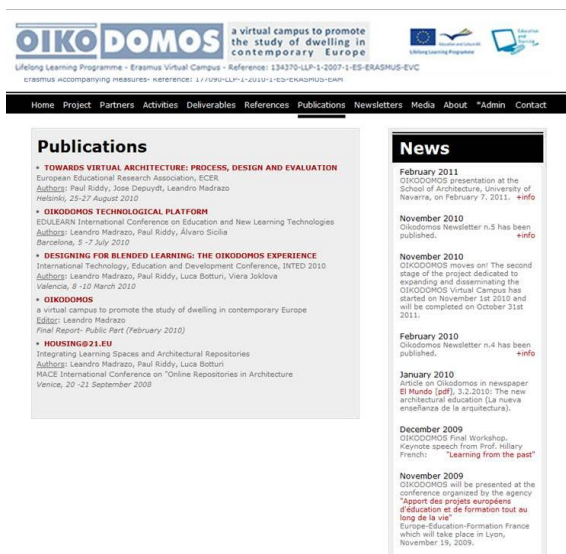 OIKODOMOS
a virtual campus to promote
the study of dwelling in
contemporary Europe
Education and Culture DG
Lifelong Learning Programme
Education
and
Training
Lifelong Learning Programme - Erasmus Virtual Campus - Reference: 134370-LLP-1-2007-1-ES-ERASMUS-EVC
Erasmus Accompanying Measures- Reference: 177090-LLP-1-2010-1-ES-ERASMUS-EAM
Home Project Partners Activities Deliverables References Publications Newsletters Media About *Admin Contact
Publications
• TOWARDS VIRTUAL ARCHITECTURE: PROCESS, DESIGN AND EVALUATION
European Educational Research Association, ECER
Authors: Paul Riddy, Jose Depuydt, Leandro Madrazo
Helsinki, 25-27 August 2010
• OIKODOMOS TECHNOLOGICAL PLATFORM
EDULEARN International Conference on Education and New Learning Technologies
Authors: Leandro Madrazo, Paul Riddy, Álvaro Sicilia
Barcelona, 5 -7 July 2010
• DESIGNING FOR BLENDED LEARNING: THE OIKODOMOS EXPERIENCE
International Technology, Education and Development Conference, INTED 2010
Authors: Leandro Madrazo, Paul Riddy, Luca Botturi, Viera Joklova
Valencia, 8 -10 March 2010
• OIKODOMOS
a virtual campus to promote the study of dwelling in contemporary Europe
Editor: Leandro Madrazo
Final Report- Public Part (February 2010)
• HOUSING@21.EU
Integrating Learning Spaces and Architectural Repositories
Authors: Leandro Madrazo, Paul Riddy, Luca Botturi
MACE International Conference on "Online Repositories in Architecture
Venice, 20 -21 September 2008
News
February 2011
OIKODOMOS presentation at the
School of Architecture, University of
Navarra, on February 7. 2011. +info
November 2010
Oikodomos Newsletter n.5 has been
published. +info
November 2010
OIKODOMOS moves on! The second
stage of the project dedicated to
expanding and disseminating the
OIKODOMOS Virtual Campus has
started on November 1st 2010 and
will be completed on October 31st
2011.
February 2010
Oikodomos Newsletter n.4 has been
published. +info
January 2010
Article on Oikodomos in newspaper
El Mundo [pdf], 3.2.2010: The new
architectural education (La nueva
enseñanza de la arquitectura).
December 2009
OIKODOMOS Final Workshop.
Keynote speech from Prof. Hillary
French: "Learning from the past"
November 2009
OIKODOMOS will be presented at the
conference organized by the agency
"Apport des projets européens
d'éducation et de formation tout au
long de la vie"
Europe-Education-Formation France
which will take place in Lyon,
November 19, 2009.